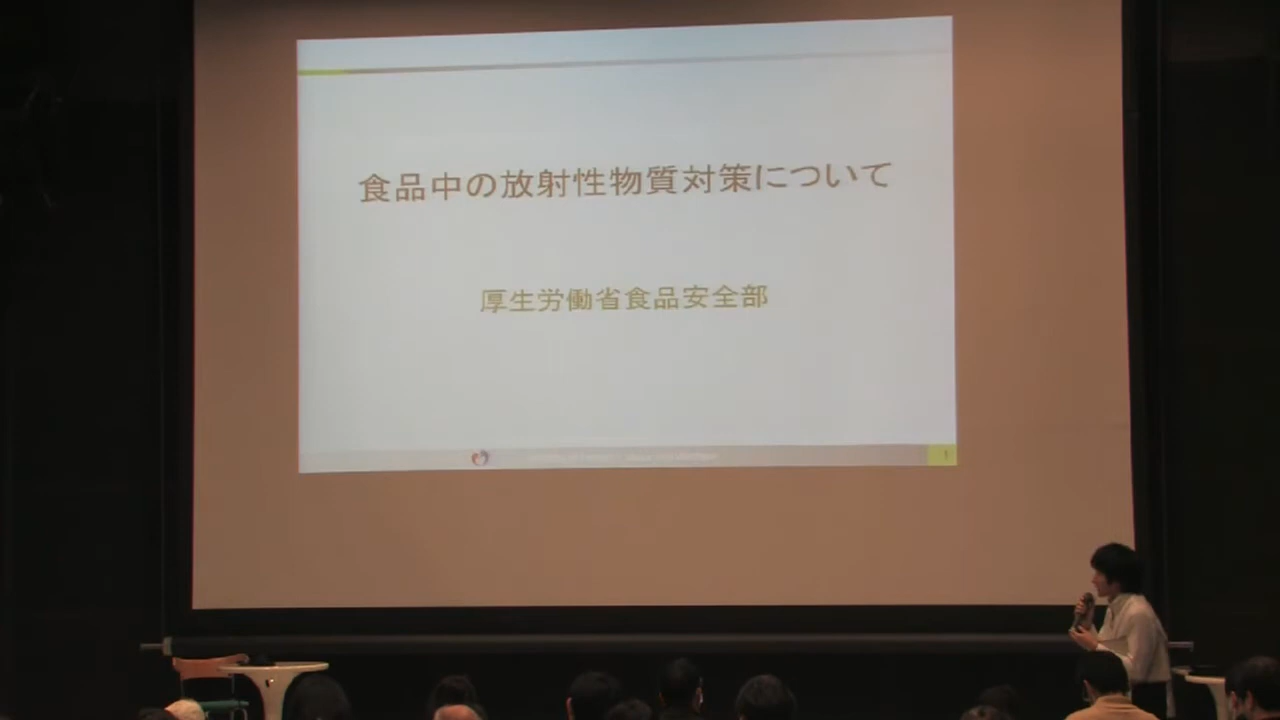 食品中の放射性物質対策について
厚生労働省食品安全部
1